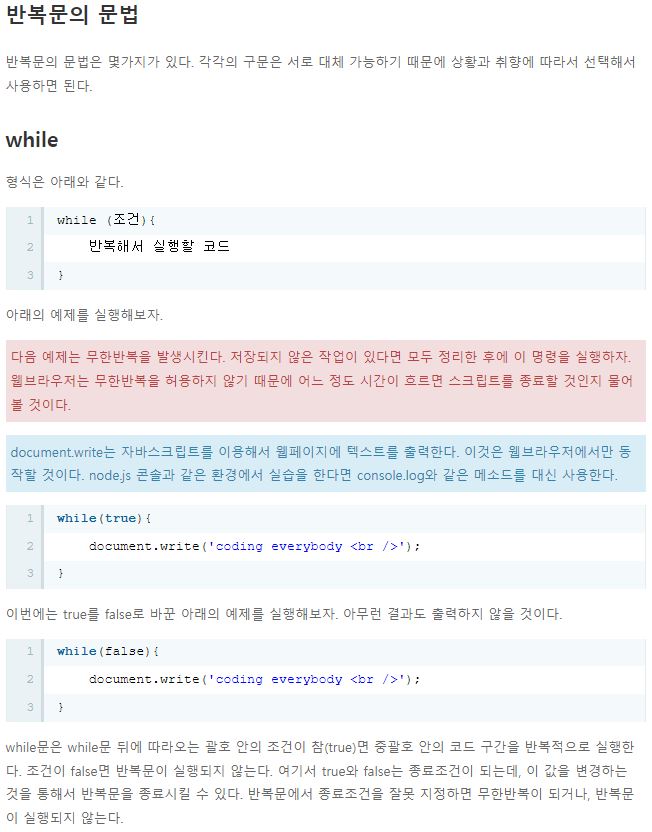 반복문의 문법
반복문의 문법은 몇가지가 있다. 각각의 구문은 서로 대체 가능하기 때문에 상황과 취향에 따라서 선택해서
사용하면 된다.
while
형식은 아래와 같다.
1 while (조건){
2 반복해서 실행할 코드
3 }
아래의 예제를 실행해보자.
다음 예제는 무한반복을 발생시킨다. 저장되지 않은 작업이 있다면 모두 정리한 후에 이 명령을 실행하자.
웹브라우저는 무한반복을 허용하지 않기 때문에 어느 정도 시간이 흐르면 스크립트를 종료할 것인지 물어
볼 것이다.
document.write는 자바스크립트를 이용해서 웹페이지에 텍스트를 출력한다. 이것은 웹브라우저에서만 동
작할 것이다. node.js 콘솔과 같은 환경에서 실습을 한다면 console.log와 같은 메소드를 대신 사용한다.
1 while(true){
2 document.write('coding everybody <br />');
3 }
이번에는 true를 false로 바꾼 아래의 예제를 실행해보자. 아무런 결과도 출력하지 않을 것이다.
1 while(false){
2 document.write('coding everybody <br />');
3 }
while문은 while문 뒤에 따라오는 괄호 안의 조건이 참(true)면 중괄호 안의 코드 구간을 반복적으로 실행한
다. 조건이 false면 반복문이 실행되지 않는다. 여기서 true와 false는 종료조건이 되는데, 이 값을 변경하는
것을 통해서 반복문을 종료시킬 수 있다. 반복문에서 종료조건을 잘못 지정하면 무한반복이 되거나, 반복문
이 실행되지 않는다.